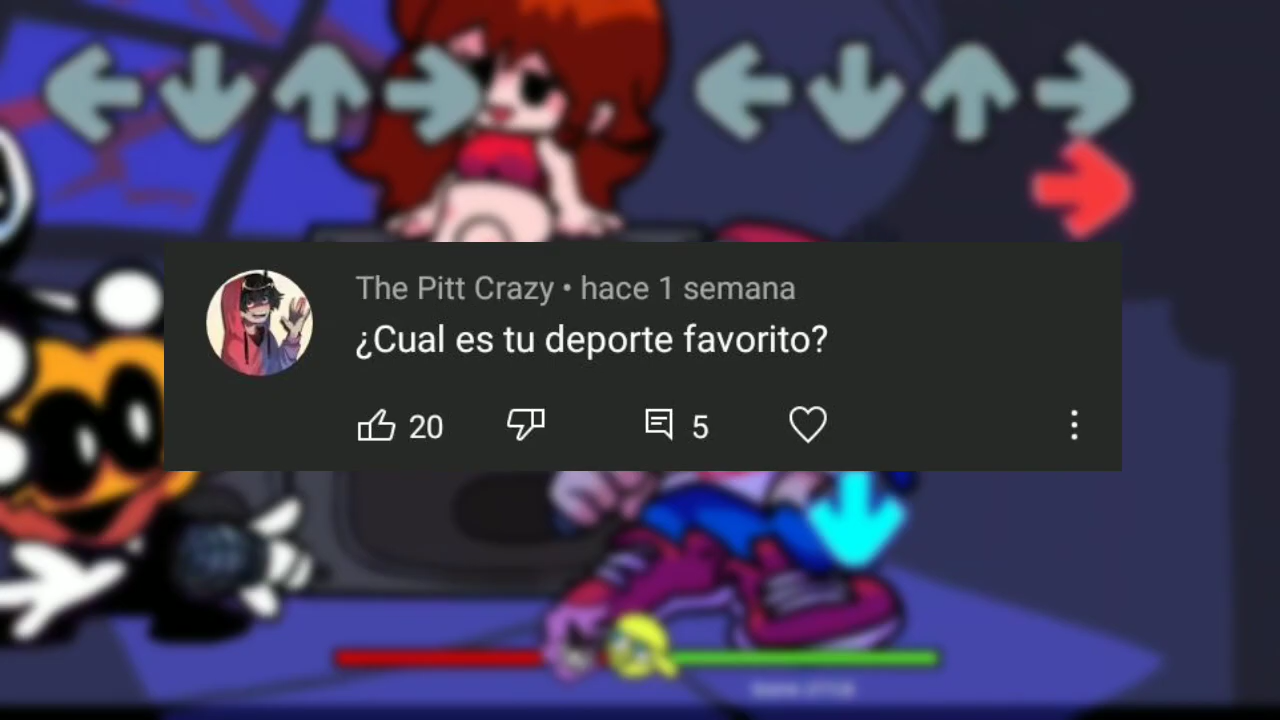 The Pitt Crazy • hace 1 semana
¿Cual es tu deporte favorito?
20
5